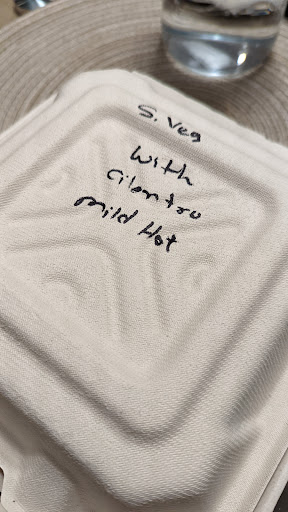 S. Veg
With
Cilantro
mild Hot